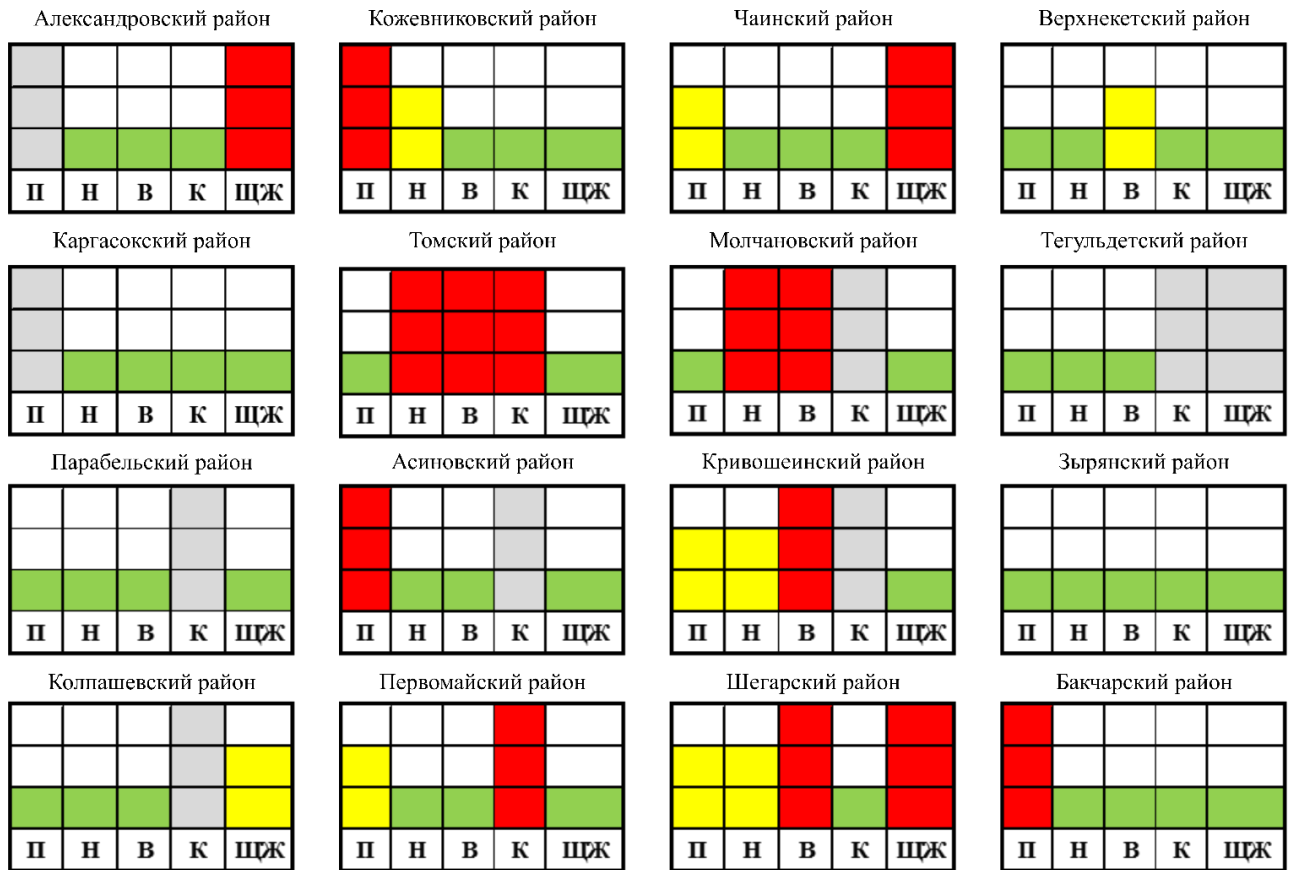 Александровский район Кожевниковский район Чаинский район Верхнекетский район
П Н В К ЩЖ П Н В К ЩЖ П Н В К ЩЖ П Н В К ЩЖ
Каргасокский район Томский район Молчановский район Тегульдетский район
П Н В К ЩЖ П Н В К ЩЖ П Н В К ЩЖ П Н В К ЩЖ
Парабельский район Асиновский район Кривошеинский район Зырянский район
П Н В К ЩЖ П Н В К ЩЖ П Н В К ЩЖ П Н В К ЩЖ
Колпашевский район Первомайский район Шегарский район Бакчарский район
П Н В К ЩЖ П Н В К ЩЖ П Н В К ЩЖ П Н В К ЩЖ